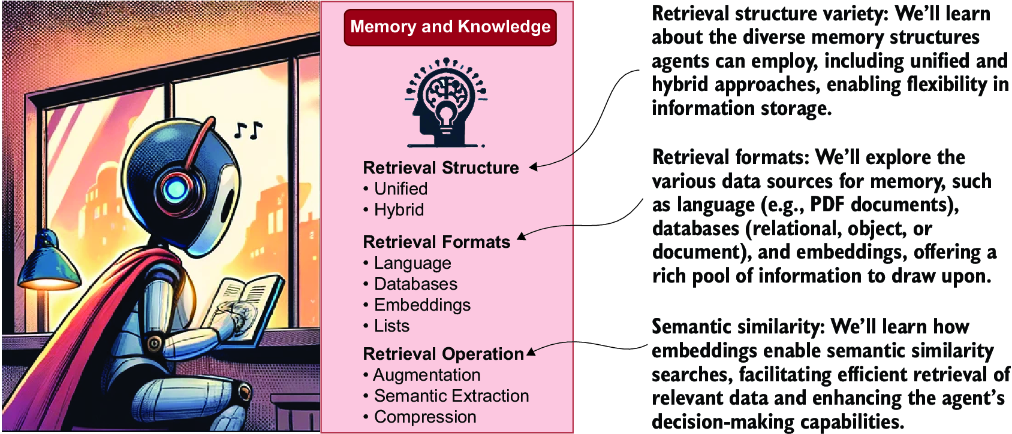 Memory and Knowledge
Retrieval Structure
• Unified
• Hybrid
Retrieval Formats
• Language
• Databases
• Embeddings
• Lists
Retrieval Operation
• Augmentation
• Semantic Extraction
• Compression
Retrieval structure variety: We’ll learn
about the diverse memory structures
agents can employ, including unified and
hybrid approaches, enabling flexibility in
information storage.
Retrieval formats: We’ll explore the
various data sources for memory, such
as language (e.g., PDF documents),
databases (relational, object, or
document), and embeddings, offering a
rich pool of information to draw upon.
Semantic similarity: We’ll learn how
embeddings enable semantic similarity
searches, facilitating efficient retrieval of
relevant data and enhancing the agent’s
decision-making capabilities.